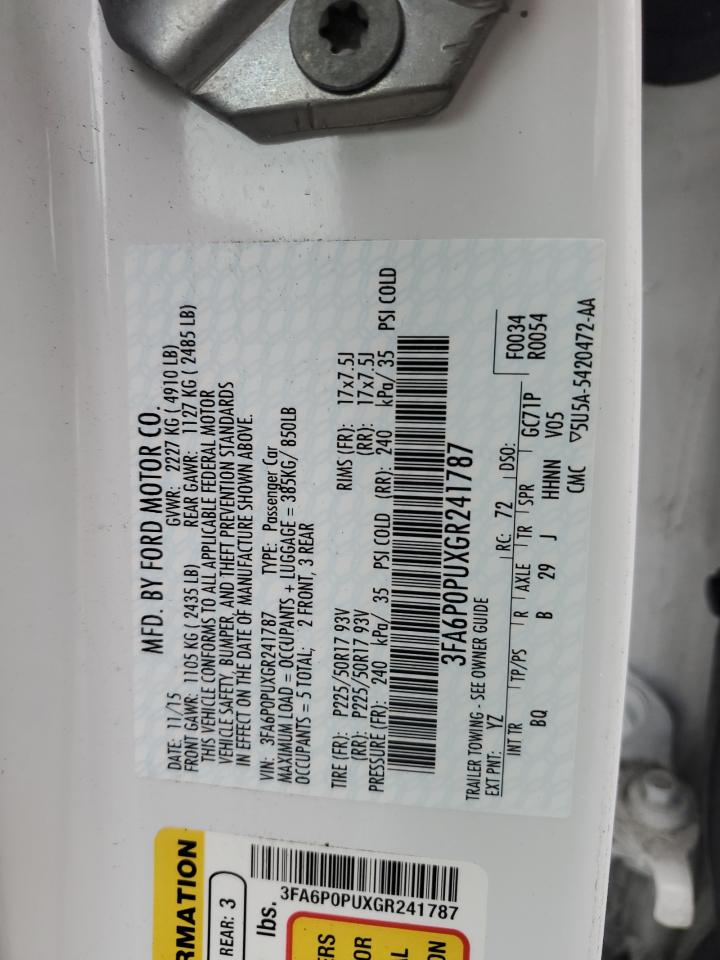 MFD. BY FORD MOTOR CO.
DATE: 11/15 GVWR: 2227 KG ( 4910 LB)
FRONT GAWR: 1105 KG ( 2435 LB) REAR GAWR: 1127 KG ( 2485 LB)
THIS VEHICLE CONFORMS TO ALL APPLICABLE FEDERAL MOTOR
VEHICLE SAFETY, BUMPER, AND THEFT PREVENTION STANDARDS
IN EFFECT ON THE DATE OF MANUFACTURE SHOWN ABOVE.
VIN: 3FA6P0PUXGR241787 TYPE: Passenger Car
MAXIMUM LOAD = OCCUPANTS + LUGGAGE = 385KG/ 850LB
OCCUPANTS = 5 TOTAL; 2 FRONT, 3 REAR
TIRE (FR): P225/50R17 93V RIMS (FR): 17x7.5J
(RR): P225/50R17 93V (RR): 17x7.5J
PRESSURE (FR): 240 kPa/ 35 PSI COLD (RR): 240 kPa/ 35 PSI COLD
3FA6P0PUXGR241787
TRAILER TOWING - SEE OWNER GUIDE
EXT PNT: YZ RC: 72 DSO: F0034
INT TR TP/PS R AXLE TR SPR GC71P R0054
BQ B 29 J HHNN V05
CMC ▽5U5A-5420472-AA
RMATION
REAR: 3
lbs.
3FA6P0PUXGR241787
ERS
OR
AL
ON